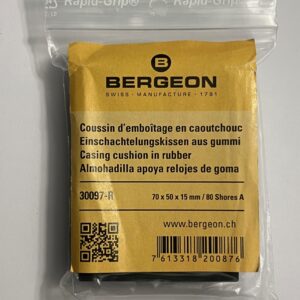 Rapid-Grip®
B
BERGEON
SWISS - MANUFACTURE - 1791
Coussin d'emboîtage en caoutchouc
Einschachtelungskissen aus gummi
Casing cushion in rubber
Almohadilla apoya relojes de goma
30097-R 70 x 50 x 15 mm / 80 Shores A
www.bergeon.ch
7 613318 200876